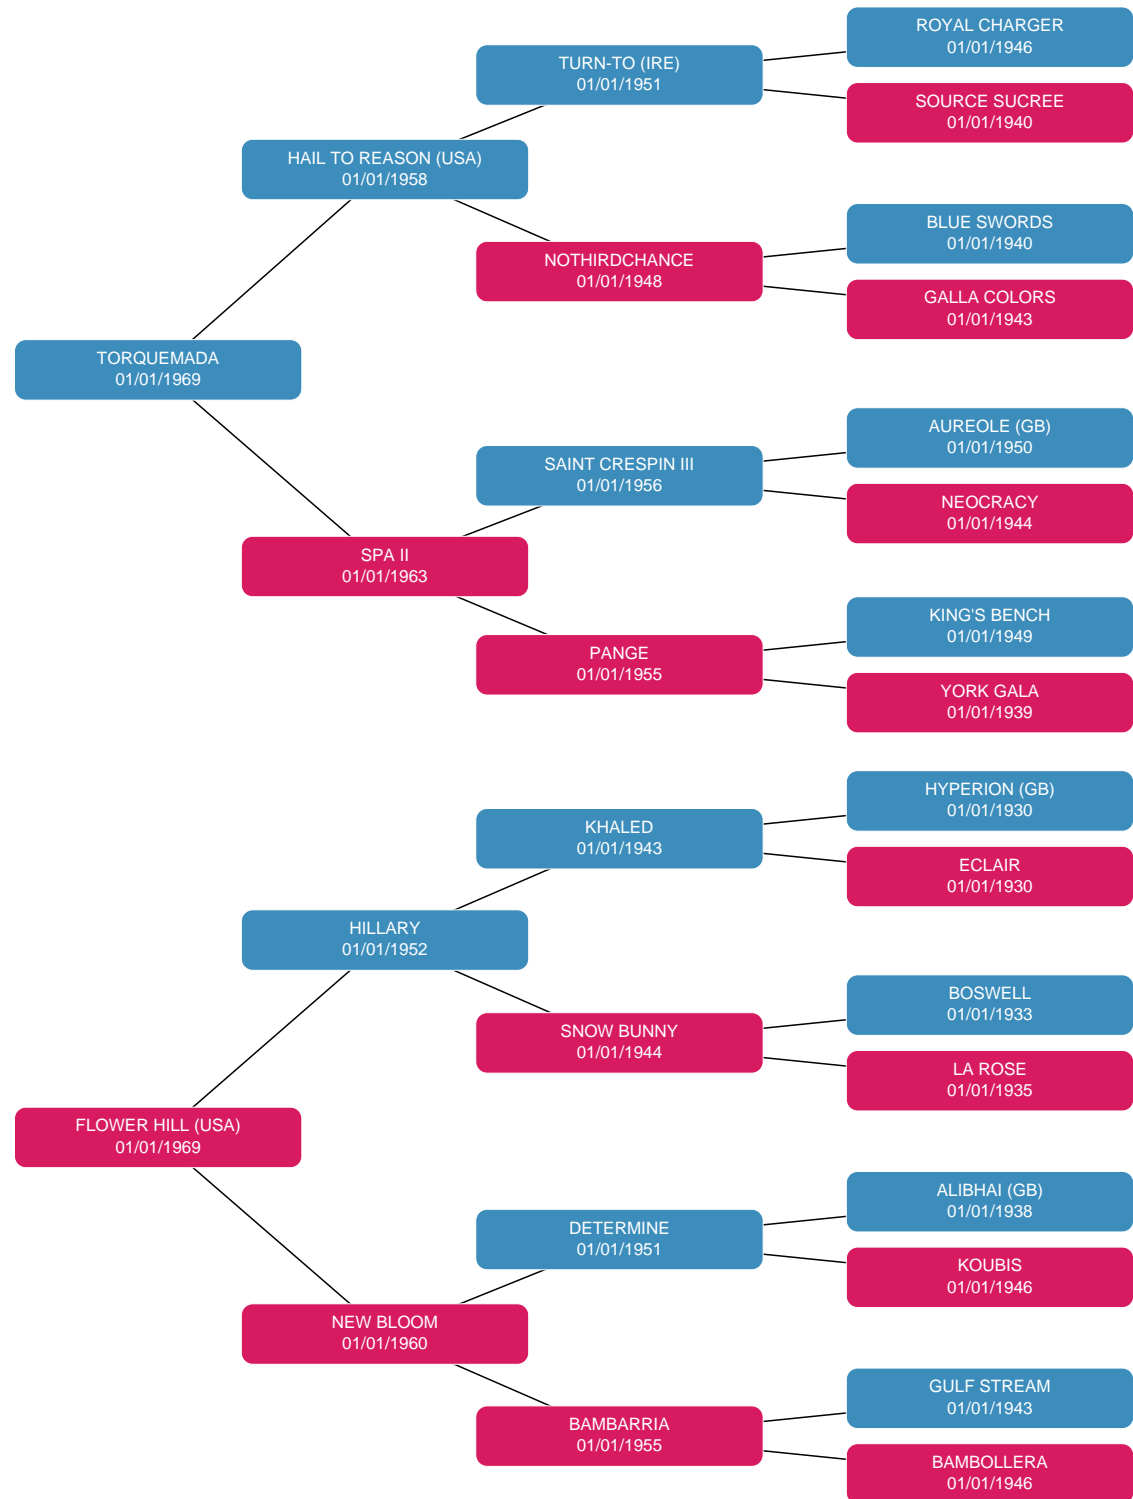 ROYAL CHARGER
01/01/1946
TURN-TO (IRE)
01/01/1951
SOURCE SUCREE
01/01/1940
HAIL TO REASON (USA)
01/01/1958
BLUE SWORDS
01/01/1940
NOTHIRDCHANCE
01/01/1948
GALLA COLORS
01/01/1943
TORQUEMADA
01/01/1969
AUREOLE (GB)
01/01/1950
SAINT CRESPIN III
01/01/1956
NEOCRACY
01/01/1944
SPA II
01/01/1963
KING'S BENCH
01/01/1949
PANGE
01/01/1955
YORK GALA
01/01/1939
HYPERION (GB)
01/01/1930
KHALED
01/01/1943
ECLAIR
01/01/1930
HILLARY
01/01/1952
BOSWELL
01/01/1933
SNOW BUNNY
01/01/1944
LA ROSE
01/01/1935
FLOWER HILL (USA)
01/01/1969
ALIBHAI (GB)
01/01/1938
DETERMINE
01/01/1951
KOUBIS
01/01/1946
NEW BLOOM
01/01/1960
GULF STREAM
01/01/1943
BAMBARRIA
01/01/1955
BAMBOLLERA
01/01/1946